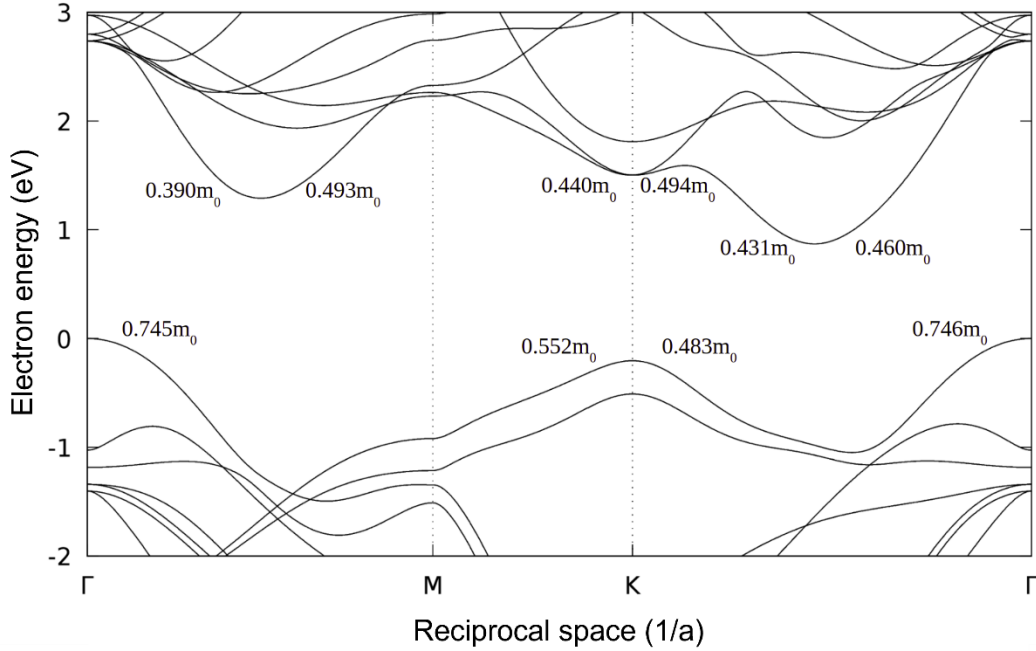 Electron energy (eV)
3
2
1
0
-1
-2
0.390m₀
0.493m₀
0.440m₀
0.494m₀
0.431m₀
0.460m₀
0.745m₀
0.552m₀
0.483m₀
0.746m₀
Γ
M
K
Γ
Reciprocal space (1/a)